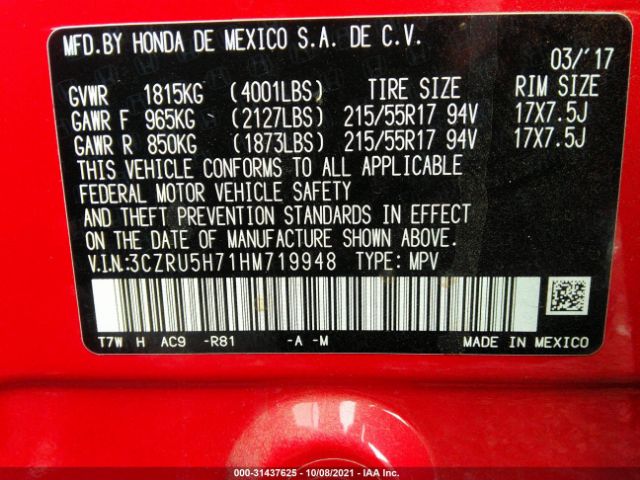 MFD.BY HONDA DE MEXICO S.A. DE C.V.
03/'17
GVWR 1815KG (4001LBS) TIRE SIZE RIM SIZE
GAWR F 965KG (2127LBS) 215/55R17 94V 17X7.5J
GAWR R 850KG (1873LBS) 215/55R17 94V 17X7.5J
THIS VEHICLE CONFORMS TO ALL APPLICABLE
FEDERAL MOTOR VEHICLE SAFETY
AND THEFT PREVENTION STANDARDS IN EFFECT
ON THE DATE OF MANUFACTURE SHOWN ABOVE.
V.I.N.:3CZRU5H71HM719948 TYPE: MPV
T7W H AC9 -R81 -A -M MADE IN MEXICO
000-31437625 - 10/08/2021 - IAA Inc.